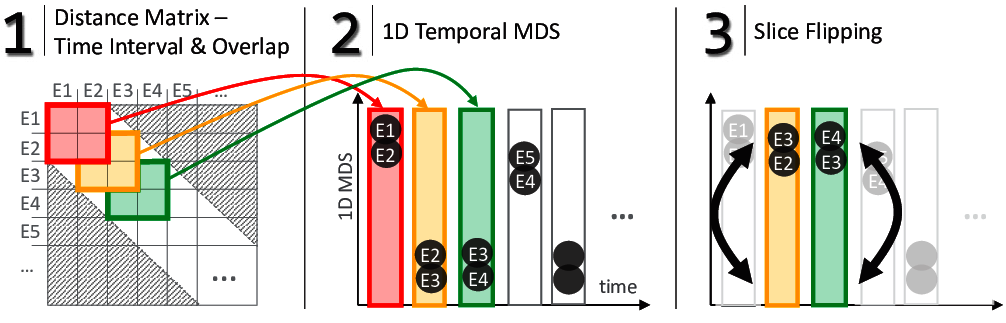 1
Distance Matrix –
Time Interval & Overlap
E1 E2 E3 E4 E5 ...
E1
E2
E3
E4
E5
...
...
2
1D Temporal MDS
1D MDS
E1
E2
E2
E3
E3
E4
E5
E4
...
time
3
Slice Flipping
E1
E3
E2
E4
E3
E4
...